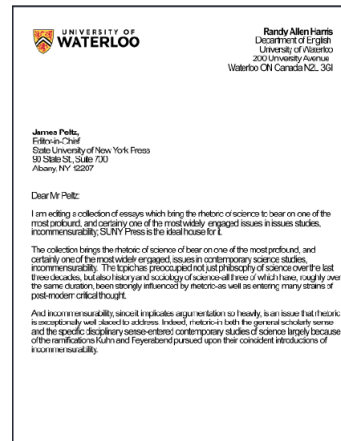 UNIVERSITY OF
WATERLOO
Randy Allen Harris
Department of English
University of Waterloo
200 University Avenue
Waterloo ON Canada N2L 3GI
James Peltz,
Editor-in-Chief
State University of New York Press
90 State St., Suite 700
Albany, NY 12207
Dear Mr Peltz:
I am editing a collection of essays which bring the rhetoric of science to bear on one of the
most profound, and certainly one of the most widely engaged issues in issues studies,
incommensurability; SUNY Press is the ideal house for it.
The collection brings the rhetoric of science of bear on one of the most profound, and
certainly one of the most widely engaged, issues in contemporary science studies,
incommensurability. The topic has preoccupied not just philosophy of science over the last
three decades, but also history and sociology of science-all three of which have, roughly over
the same duration, been strongly influenced by rhetoric-as well as entering many strains of
post-modern critical thought.
And incommensurability, since it implicates argumentation so heavily, is an issue that rhetoric
is exceptionally well placed to address. Indeed, rhetoric-in both the general scholarly sense
and the specific disciplinary sense-entered contemporary studies of science largely because
of the ramifications Kuhn and Feyerabend pursued upon their coincident introductions of
incommensurability.